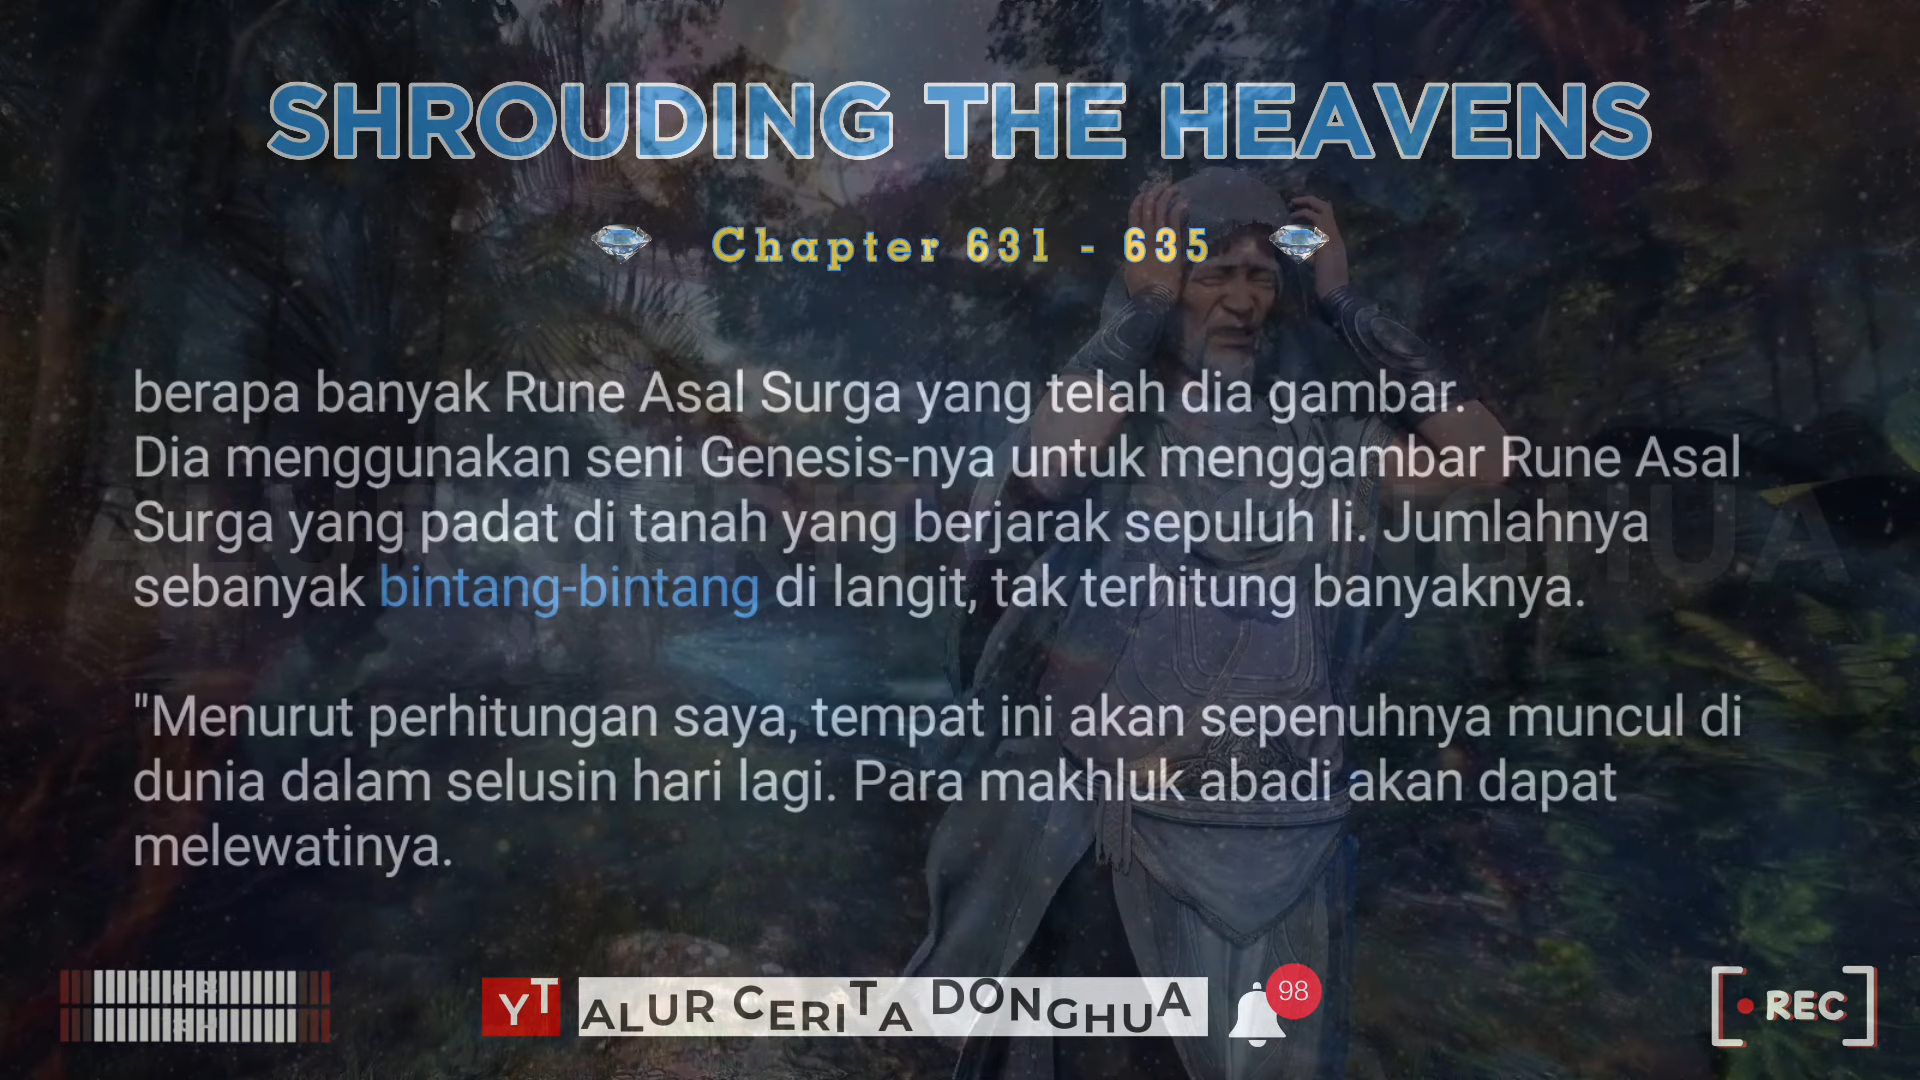 SHROUDING THE HEAVENS
Chapter 631 - 635
berapa banyak Rune Asal Surga yang telah dia gambar.
Dia menggunakan seni Genesis-nya untuk menggambar Rune Asal
Surga yang padat di tanah yang berjarak sepuluh li. Jumlahnya
sebanyak bintang-bintang di langit, tak terhitung banyaknya.
"Menurut perhitungan saya, tempat ini akan sepenuhnya muncul di
dunia dalam selusin hari lagi. Para makhluk abadi akan dapat
melewatinya.
YT ALUR CERITA DONGHUA 98
REC